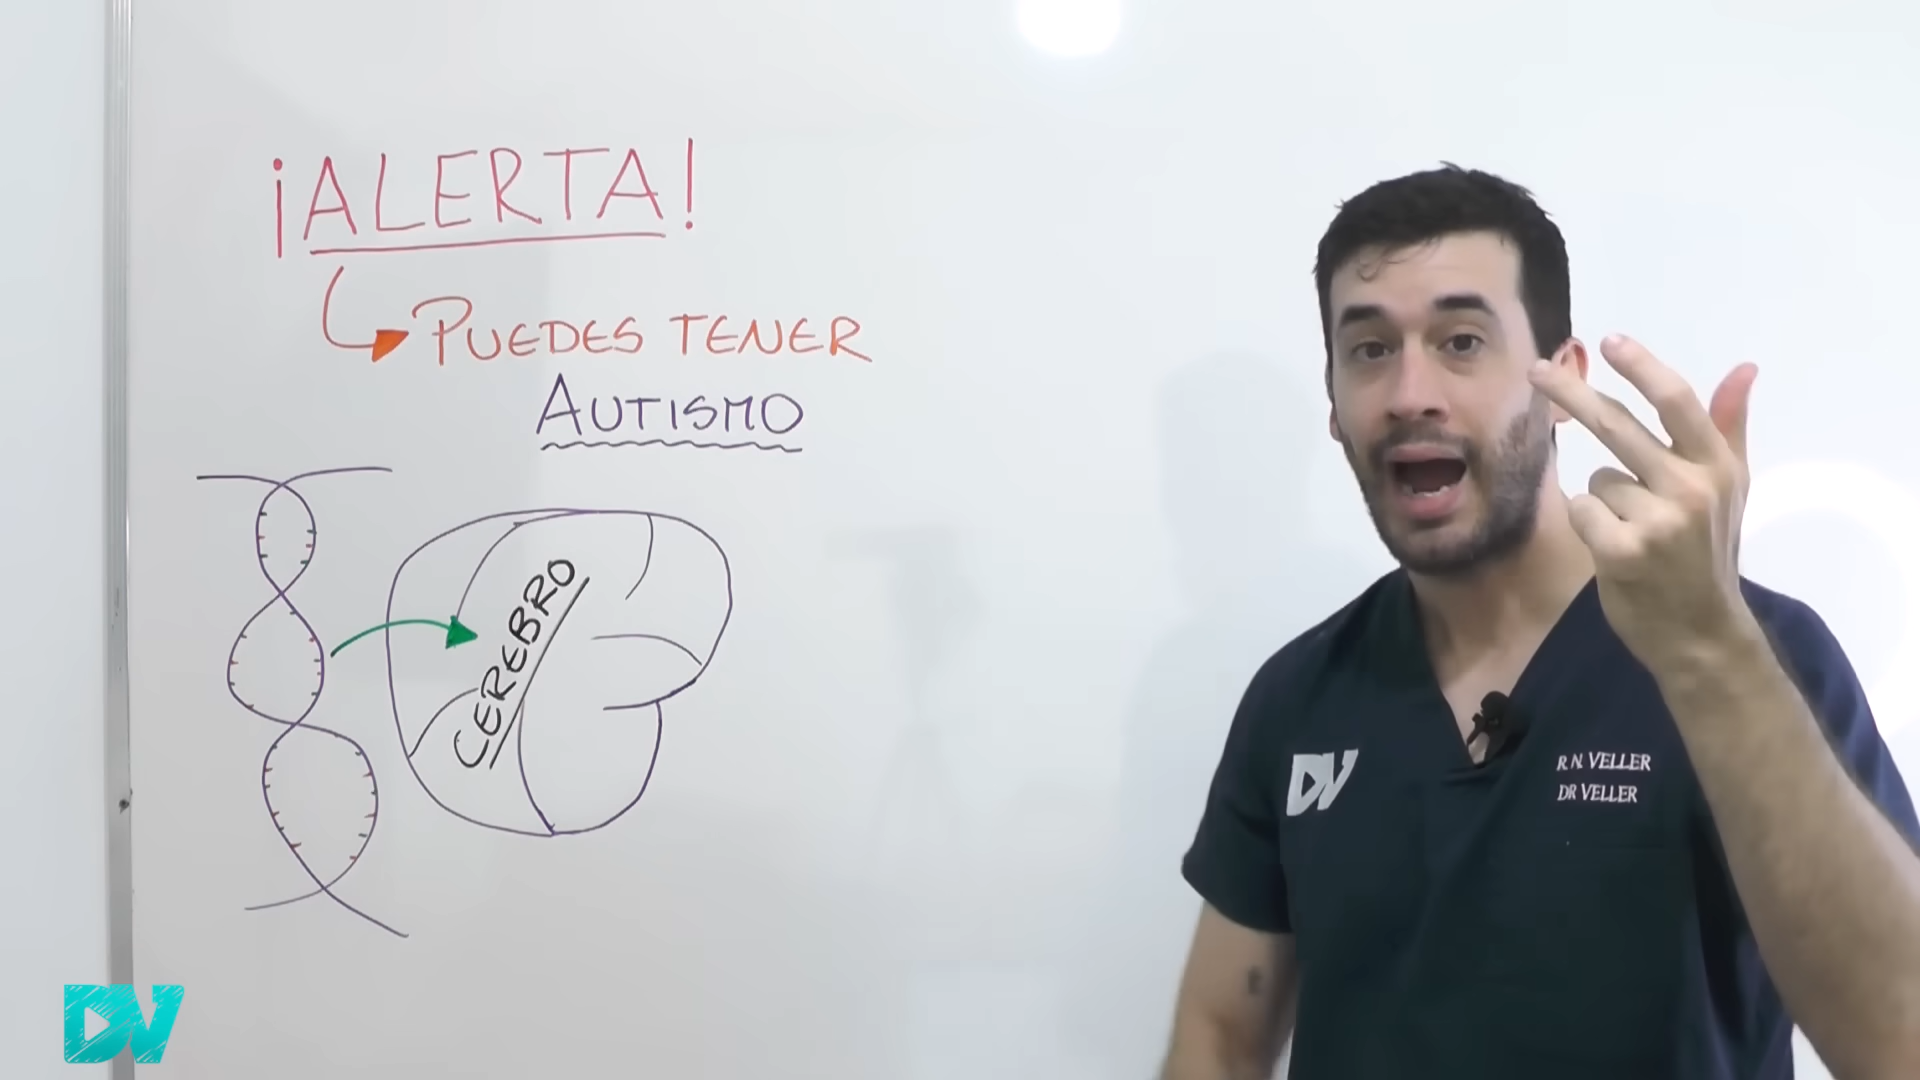 ¡ALERTA!
PUEDES TENER
AUTISMO
CEREBRO
DV
R.N. VELLER
DR VELLER
DV